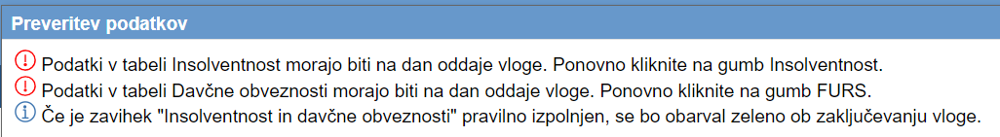 Preveritev podatkov
Podatki v tabeli Insolventnost morajo biti na dan oddaje vloge. Ponovno kliknite na gumb Insolventnost.
Podatki v tabeli Davčne obveznosti morajo biti na dan oddaje vloge. Ponovno kliknite na gumb FURS.
Če je zavihek "Insolventnost in davčne obveznosti" pravilno izpolnjen, se bo obarval zeleno ob zaključevanju vloge.